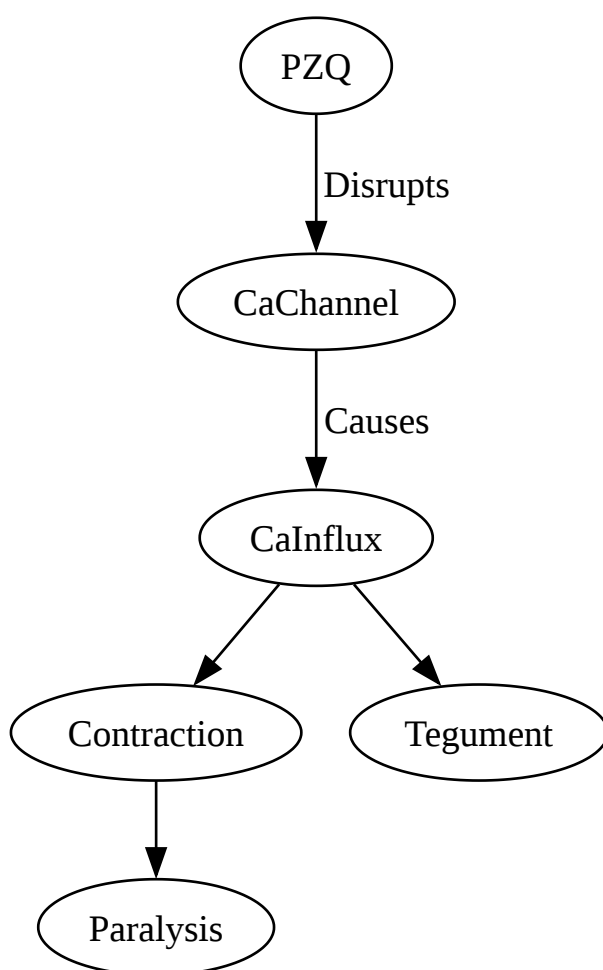 PZQ
Disrupts
CaChannel
Causes
CaInflux
Contraction
Tegument
Paralysis